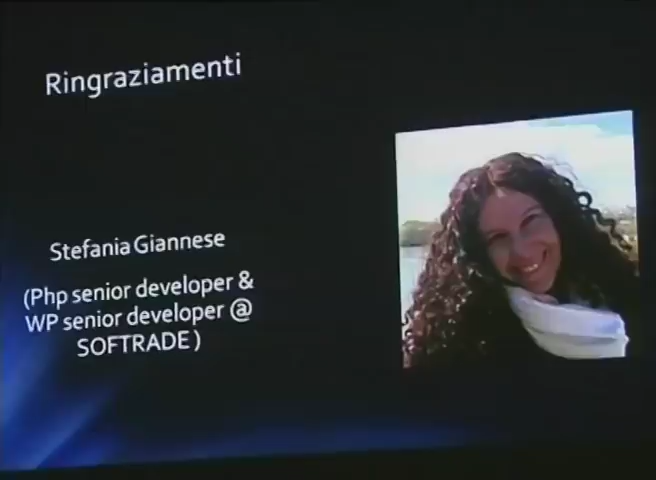 Ringraziamenti
Stefania Giannese
(Php senior developer &
WP senior developer @
SOFTRADE)